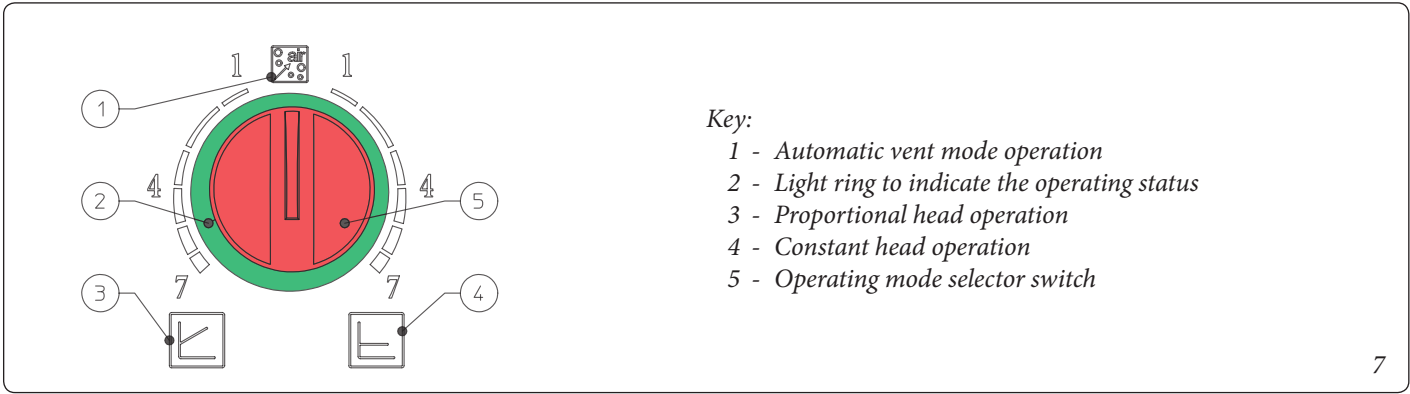 air
1 1
1
4 4
2 5
Key:
1 - Automatic vent mode operation
2 - Light ring to indicate the operating status
3 - Proportional head operation
4 - Constant head operation
5 - Operating mode selector switch
7 7
3 4
7